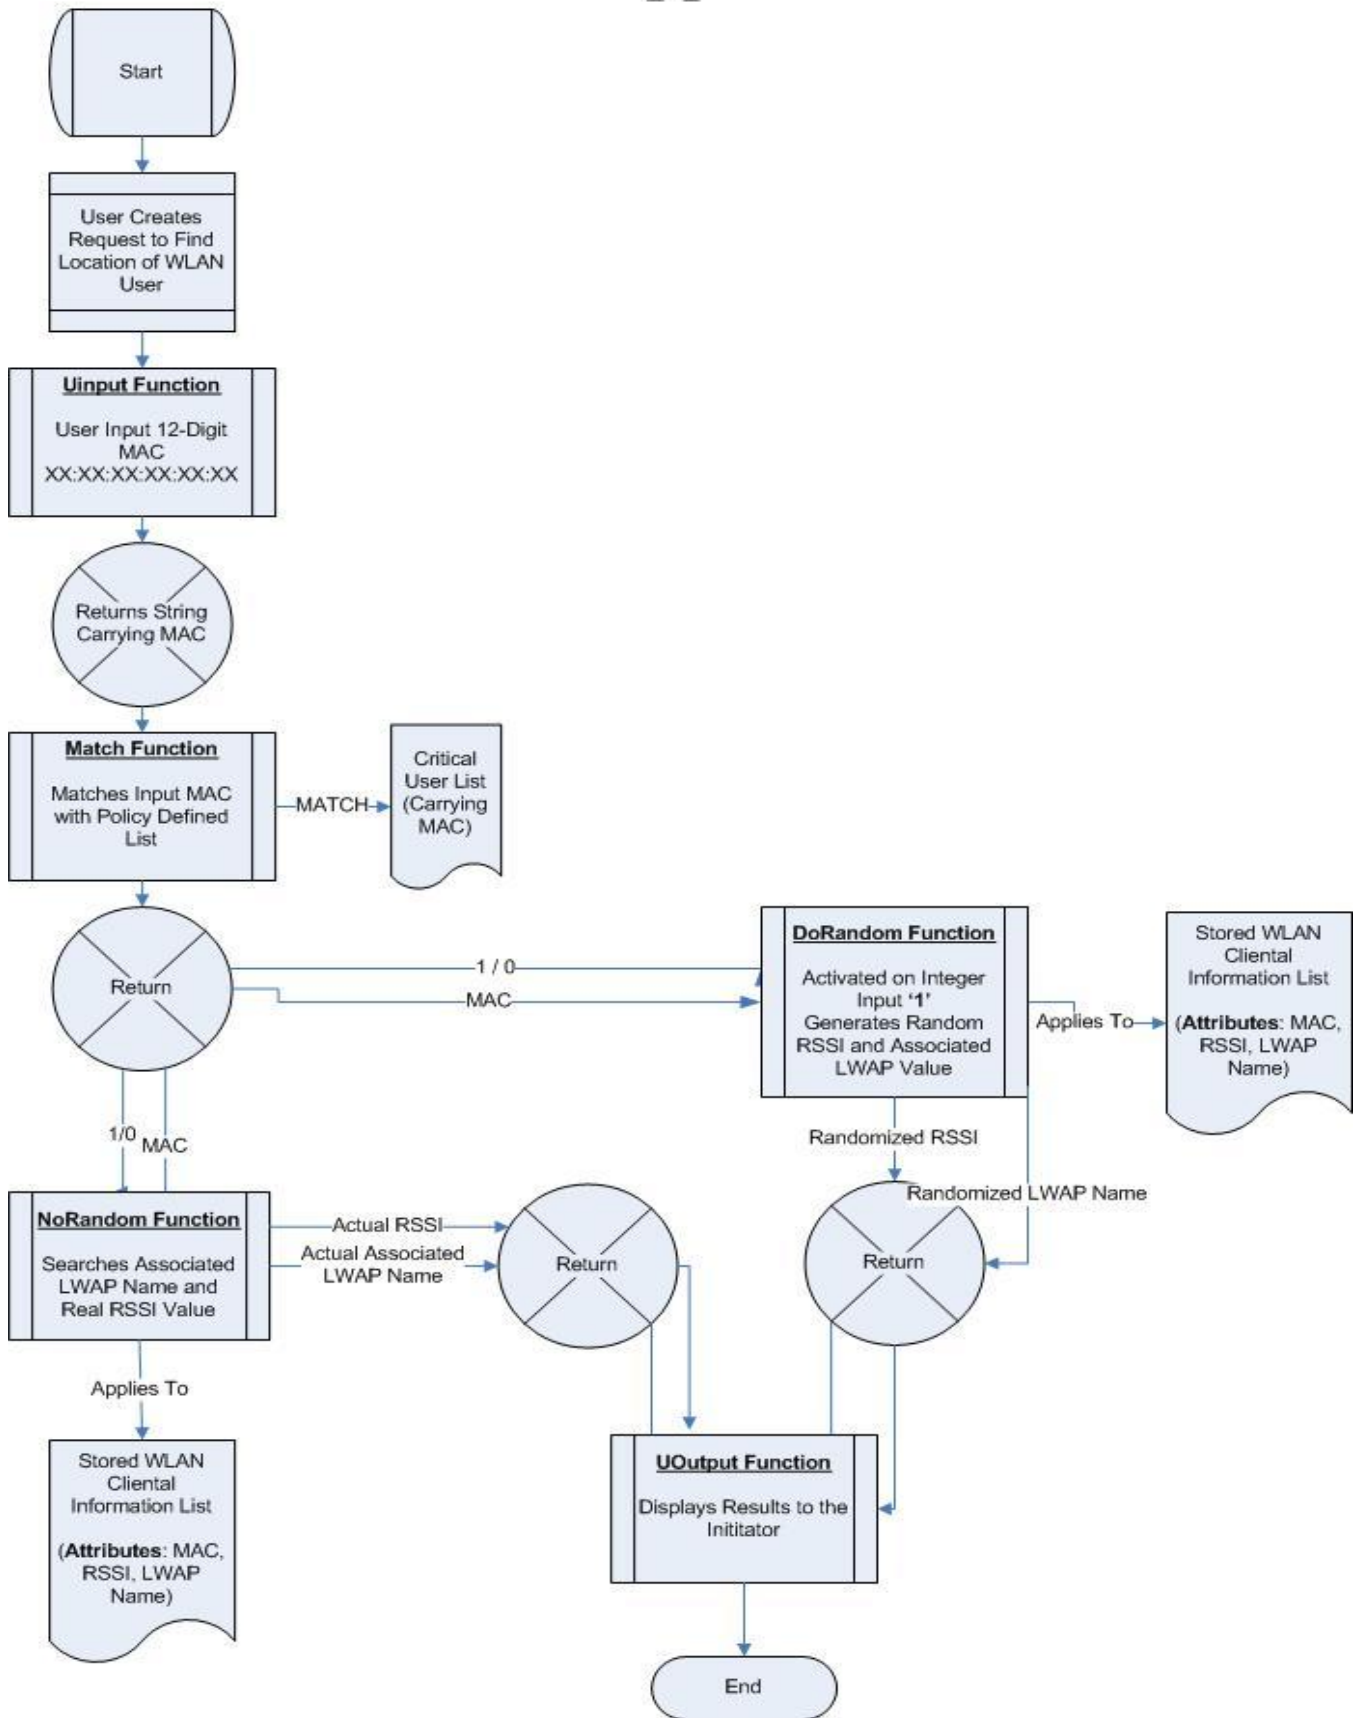 Start
User Creates
Request to Find
Location of WLAN
User
Uinput Function
User Input 12-Digit
MAC
XX:XX:XX:XX:XX:XX
Returns String
Carrying MAC
Match Function
Matches Input MAC
with Policy Defined
List
MATCH
Critical
User List
(Carrying
MAC)
Return
1 / 0
MAC
DoRandom Function
Activated on Integer
Input ‘1’
Generates Random
RSSI and Associated
LWAP Value
Applies To
Stored WLAN
Cliental
Information List
(Attributes: MAC,
RSSI, LWAP
Name)
1/0
MAC
Randomized RSSI
Randomized LWAP Name
NoRandom Function
Searches Associated
LWAP Name and
Real RSSI Value
Actual RSSI
Actual Associated
LWAP Name
Return
Return
Applies To
Stored WLAN
Cliental
Information List
(Attributes: MAC,
RSSI, LWAP
Name)
UOutput Function
Displays Results to the
Inititator
End